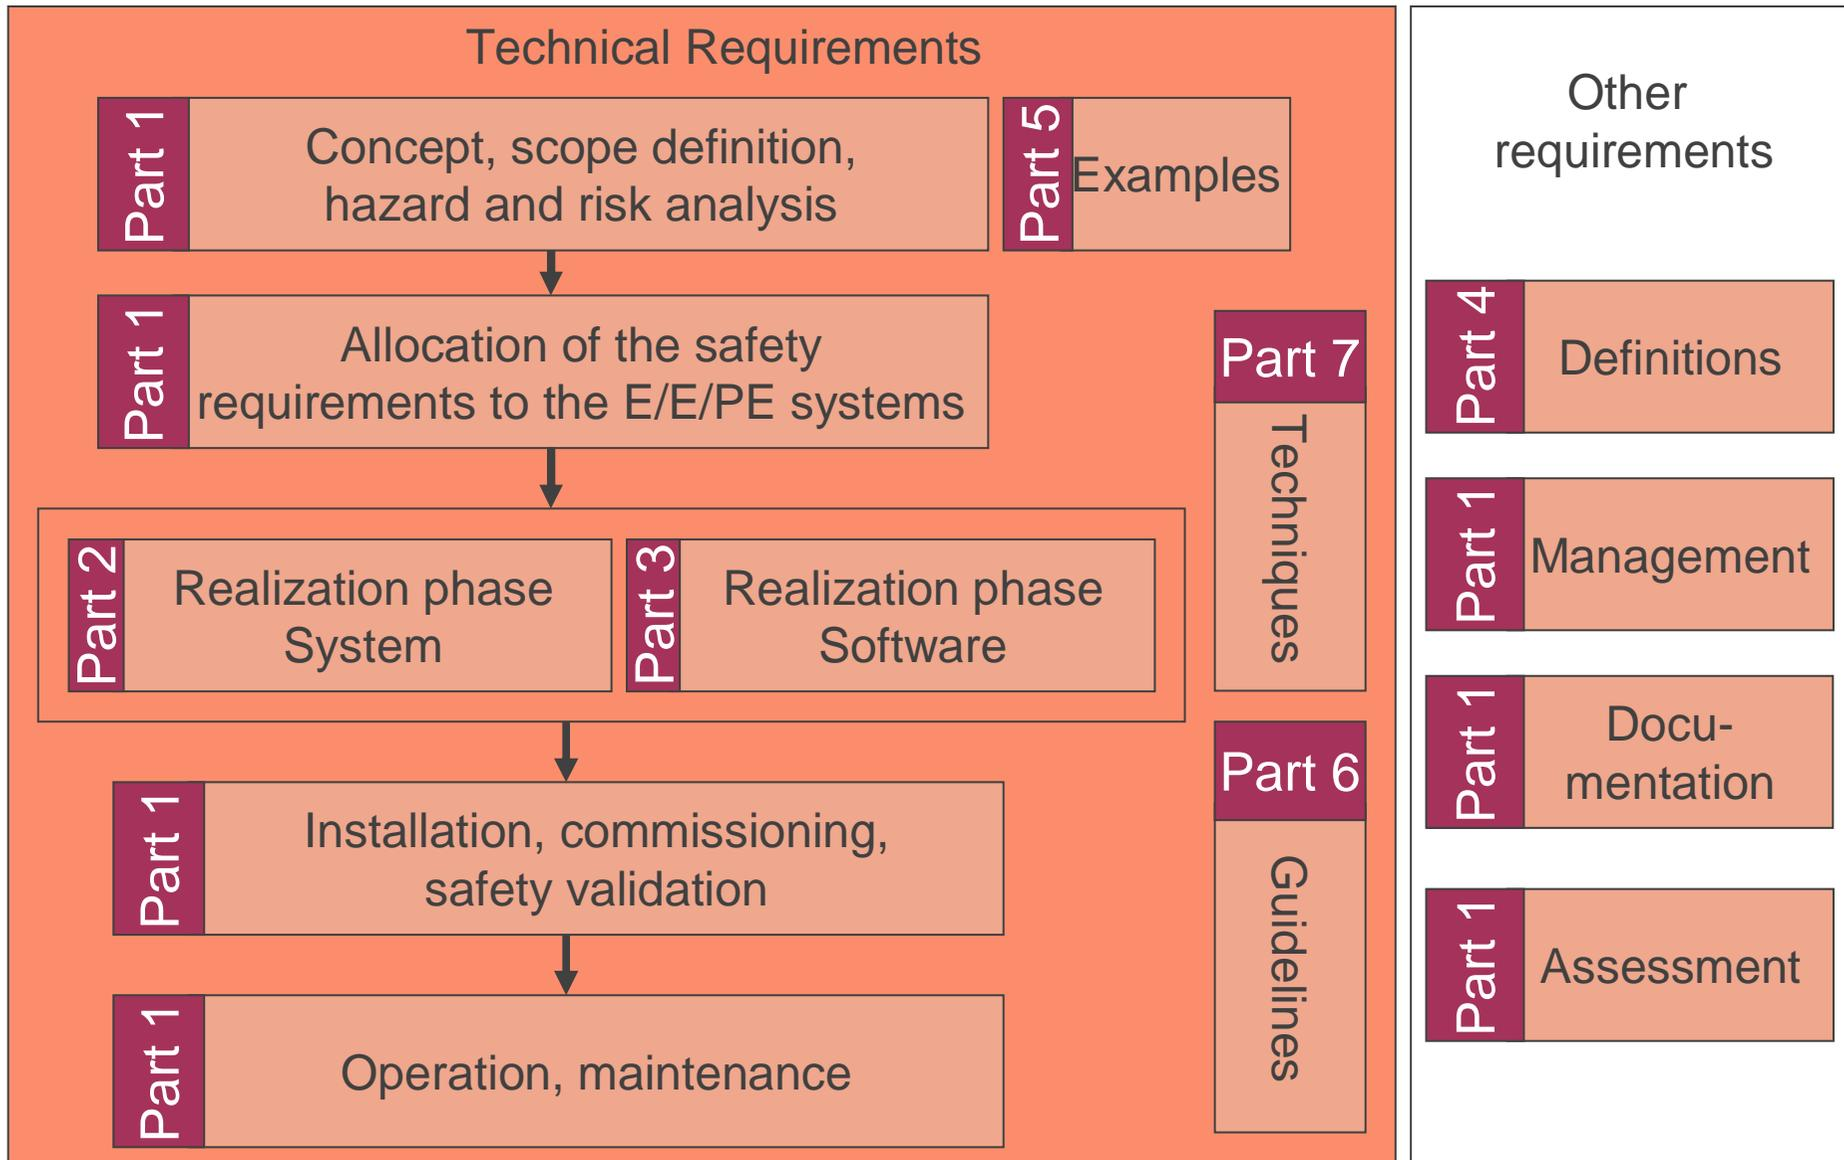 Technical Requirements
Part 1
Concept, scope definition,
hazard and risk analysis
Part 5
Examples
Part 1
Allocation of the safety
requirements to the E/E/PE systems
Part 2
Realization phase
System
Part 3
Realization phase
Software
Part 1
Installation, commissioning,
safety validation
Part 1
Operation, maintenance
Part 7
Techniques
Part 6
Guidelines
Other
requirements
Part 4
Definitions
Part 1
Management
Part 1
Docu-
mentation
Part 1
Assessment